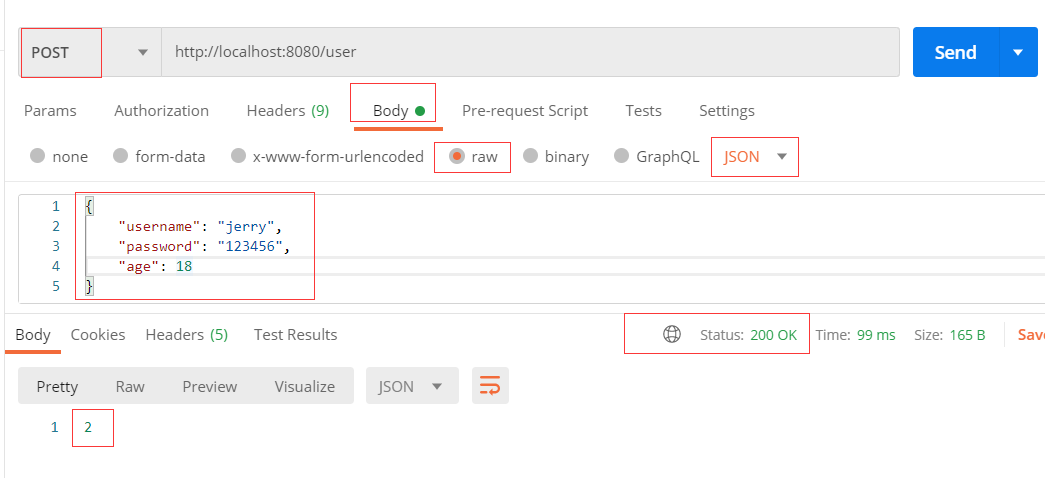 POST http://localhost:8080/user Send
Params Authorization Headers (9) Body Pre-request Script Tests Settings
none form-data x-www-form-urlencoded raw binary GraphQL JSON
1 {
2 "username": "jerry",
3 "password": "123456",
4 "age": 18
5 }
Body Cookies Headers (5) Test Results Status: 200 OK Time: 99 ms Size: 165 B Save
Pretty Raw Preview Visualize JSON
1 2